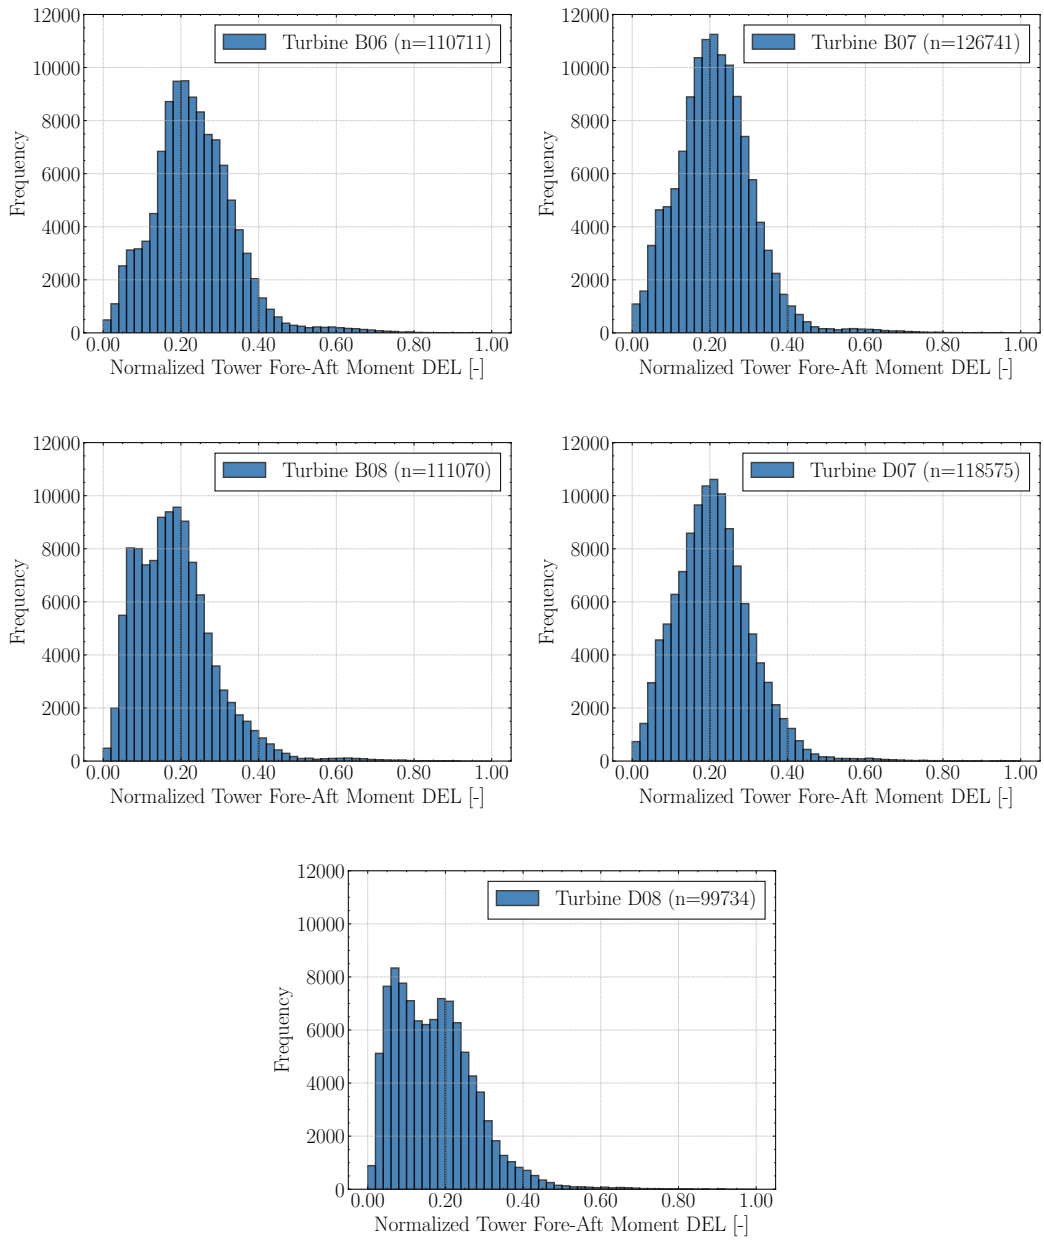 12000
10000
8000
6000
4000
2000
0
Frequency
Turbine B06 (n=110711)
0.00 0.20 0.40 0.60 0.80 1.00
Normalized Tower Fore-Aft Moment DEL [-]
12000
10000
8000
6000
4000
2000
0
Frequency
Turbine B07 (n=126741)
0.00 0.20 0.40 0.60 0.80 1.00
Normalized Tower Fore-Aft Moment DEL [-]
12000
10000
8000
6000
4000
2000
0
Frequency
Turbine B08 (n=111070)
0.00 0.20 0.40 0.60 0.80 1.00
Normalized Tower Fore-Aft Moment DEL [-]
12000
10000
8000
6000
4000
2000
0
Frequency
Turbine D07 (n=118575)
0.00 0.20 0.40 0.60 0.80 1.00
Normalized Tower Fore-Aft Moment DEL [-]
12000
10000
8000
6000
4000
2000
0
Frequency
Turbine D08 (n=99734)
0.00 0.20 0.40 0.60 0.80 1.00
Normalized Tower Fore-Aft Moment DEL [-]